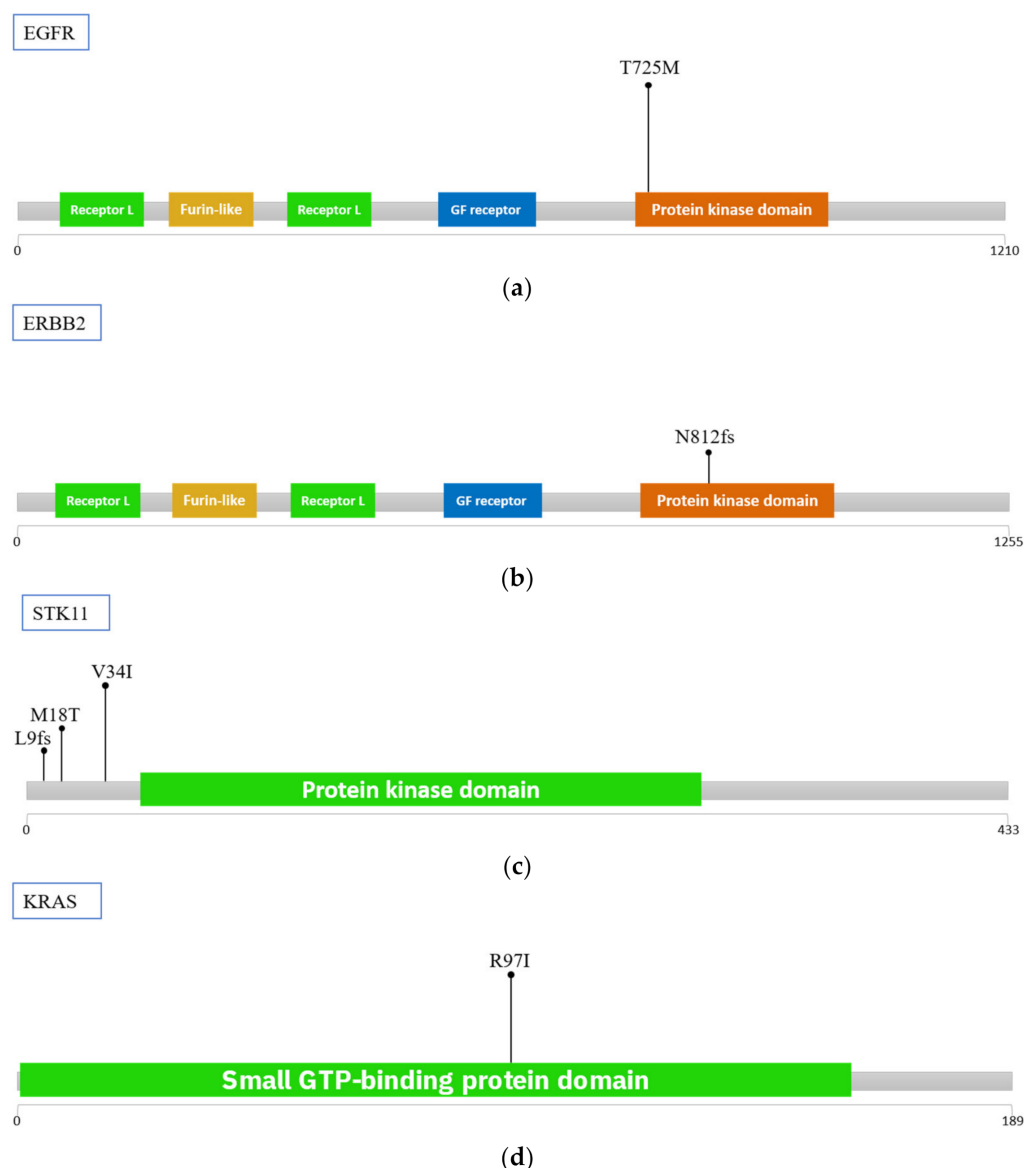 EGFR
T725M
Receptor L Furin-like Receptor L GF receptor Protein kinase domain
0 1210
(a)
ERBB2
N812fs
Receptor L Furin-like Receptor L GF receptor Protein kinase domain
0 1255
(b)
STK11
V34I
M18T
L9fs
Protein kinase domain
0 433
(c)
KRAS
R97I
Small GTP-binding protein domain
0 189
(d)